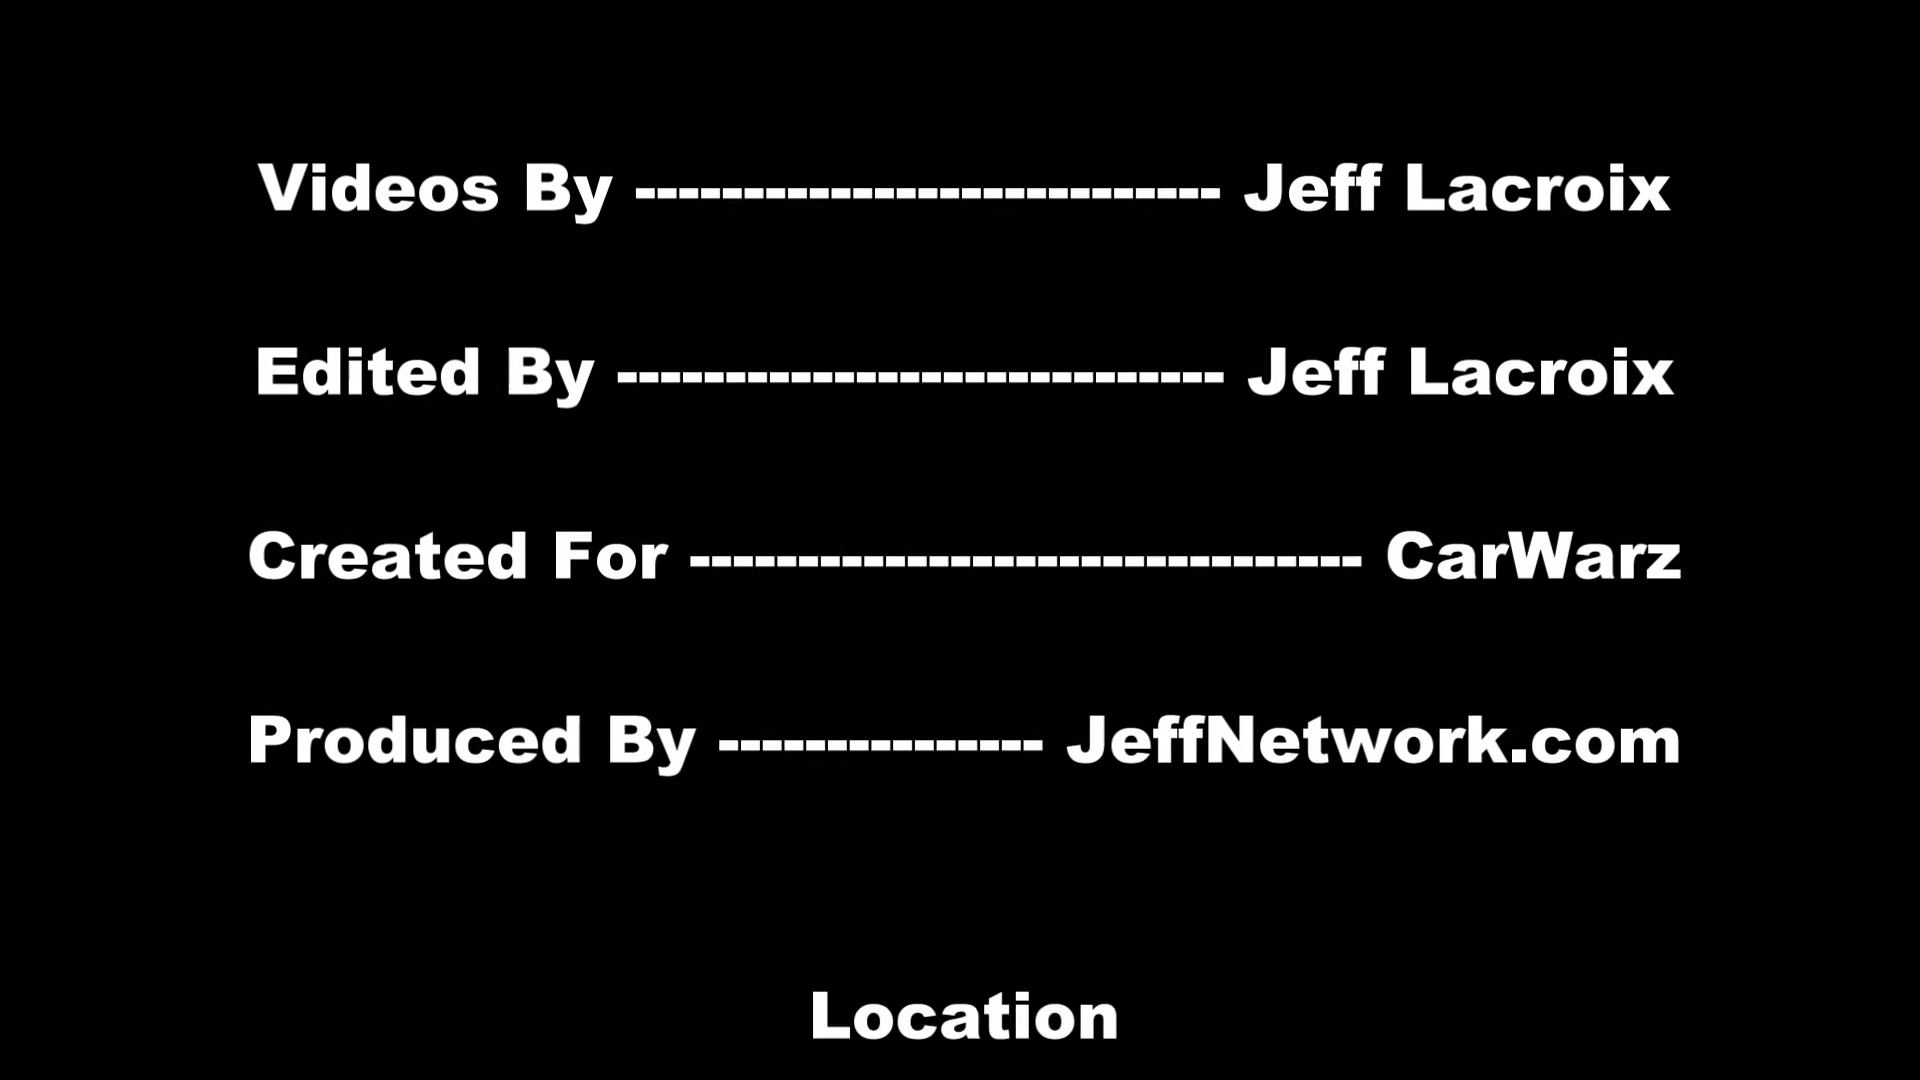 Videos By --------------------------- Jeff Lacroix
Edited By ---------------------------- Jeff Lacroix
Created For ------------------------------- CarWarz
Produced By --------------- JeffNetwork.com
Location